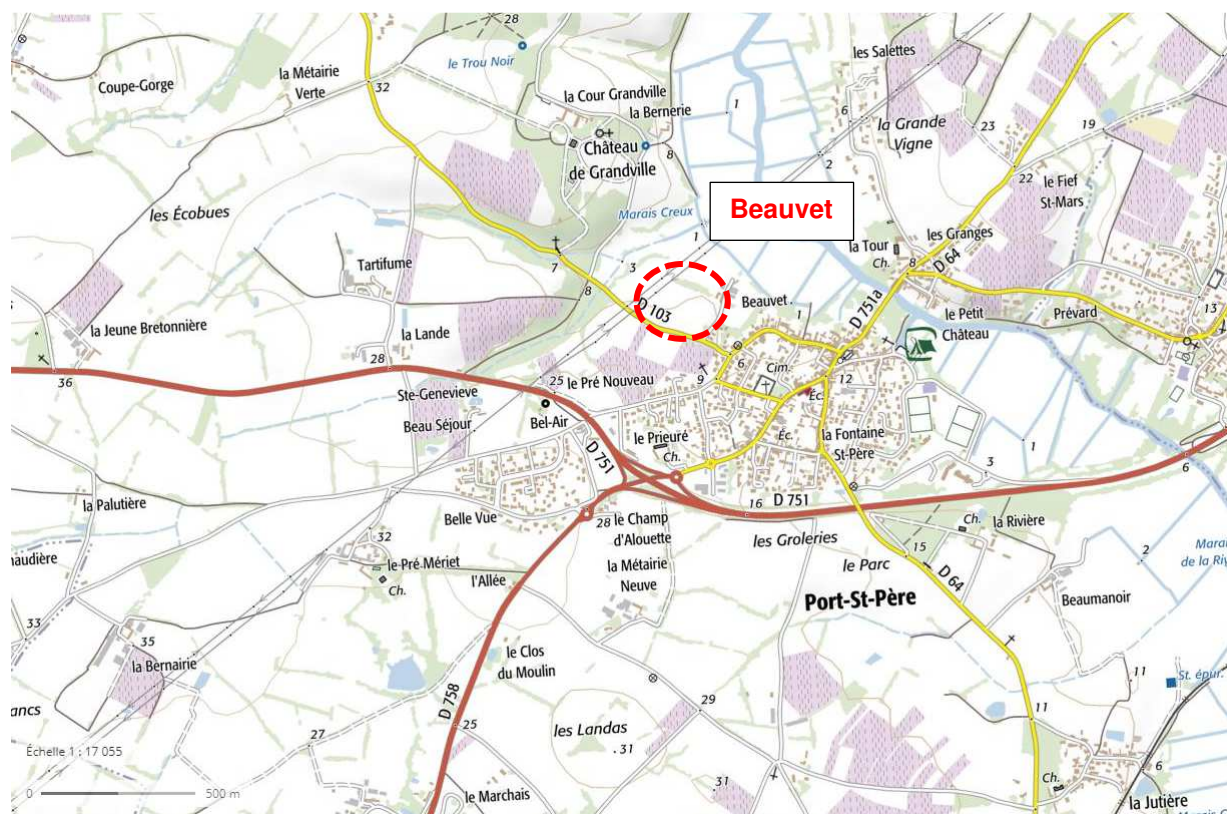 28
le Trou Noir
les Salettes
Coupe-Gorge
la Métairie
Verte
32
la Cour Grandville
la Bernerie
1
6
la Grande
Vigne
23
19
Château
de Grandville
8
2
22
le Fief
St-Mars
les Écobues
Marais Creux
Beauvet
1
les Granges
la Tour
Ch.
8
D 64
7
3
Tartifume
8
D 103
Beauvet
1
D 751a
le Petit
Château
Prévard
13
la Jeune Bretonnière
la Lande
28
36
6
Cim.
12
25
le Pré Nouveau
9
Ste-Geneviève
Beau Séjour
Bel-Air
Éc.
Éc.
la Fontaine
St-Père
1
le Prieuré
Ch.
D 751
3
6
la Palutière
Belle Vue
28
le Champ
d'Alouette
16
D 751
les Groleries
Ch.
la Rivière
32
naudière
le Pré Mériet
Ch.
l'Allée
la Métairie
Neuve
le Parc
15
2
Marai
de la Riv
33
Port-St-Père
D 64
Beaumanoir
35
la Bernairie
le Clos
du Moulin
11
St. épur.
ancs
D 758
25
29
11
les Landas
31
27
Échelle 1 : 17 055
0
500 m
31
Ch.
6
le Marchais
la Jutière